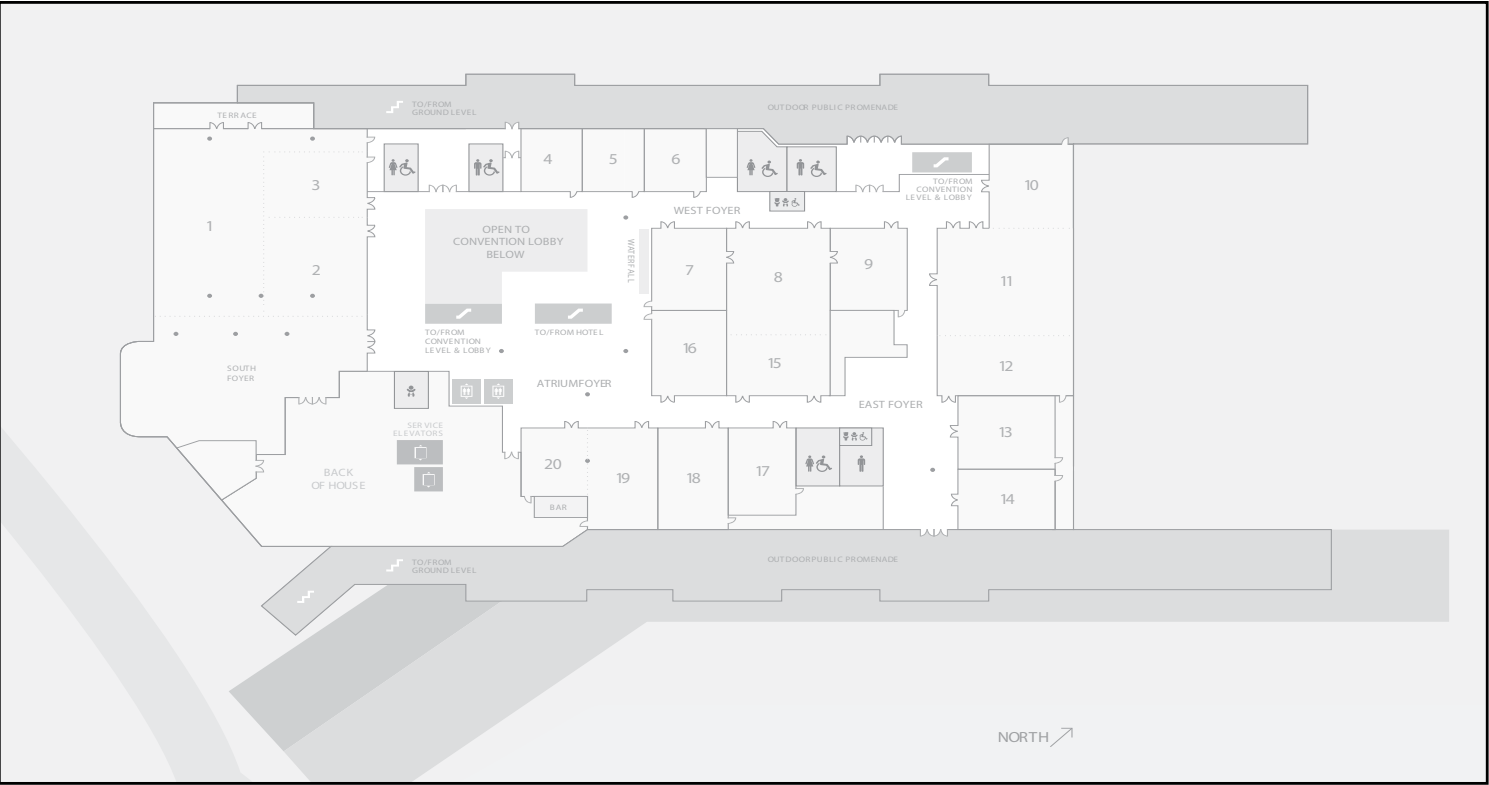 TO/FROM
GROUND LEVEL
OUTDOOR PUBLIC PROMENADE
TERRACE
4
5
6
3
10
TO/FROM
CONVENTION
LEVEL & LOBBY
WEST FOYER
1
OPEN TO
CONVENTION LOBBY
BELOW
WATERFALL
2
7
8
9
11
TO/FROM
CONVENTION
LEVEL & LOBBY
TO/FROM HOTEL
16
15
12
SOUTH
FOYER
ATRIUMFOYER
EAST FOYER
SERVICE
ELEVATORS
13
BACK
OF HOUSE
20
19
18
17
14
BAR
TO/FROM
GROUND LEVEL
OUTDOORPUBLIC PROMENADE
NORTH